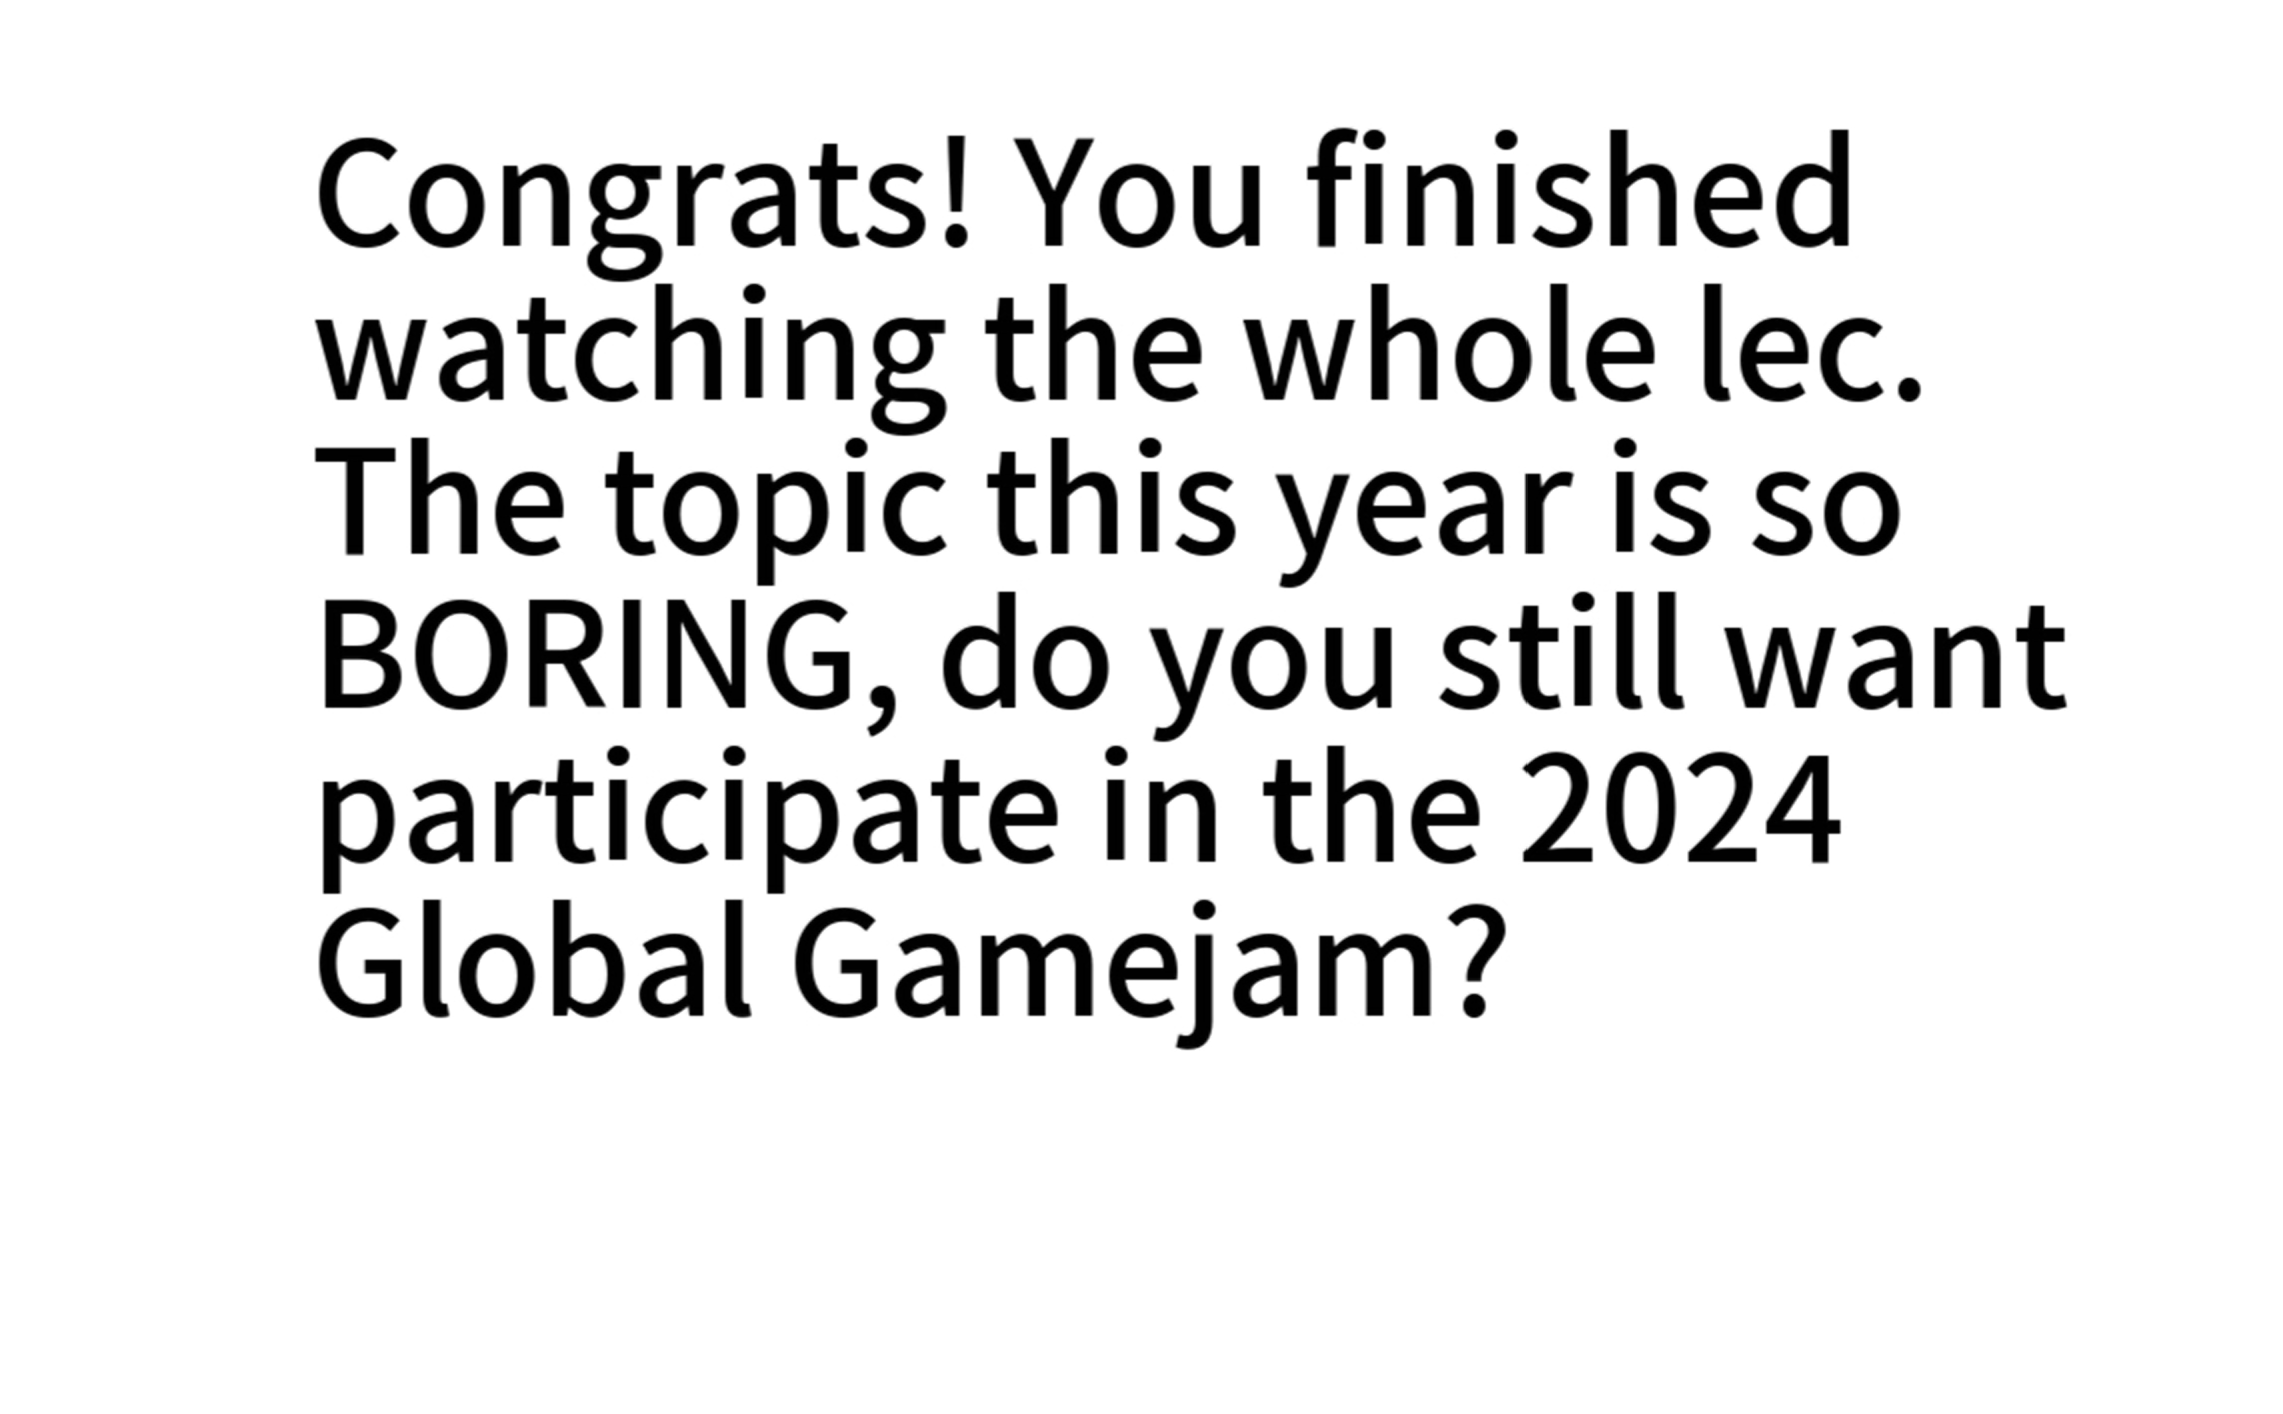 Congrats! You finished
watching the whole lec.
The topic this year is so
BORING, do you still want
participate in the 2024
Global Gamejam?